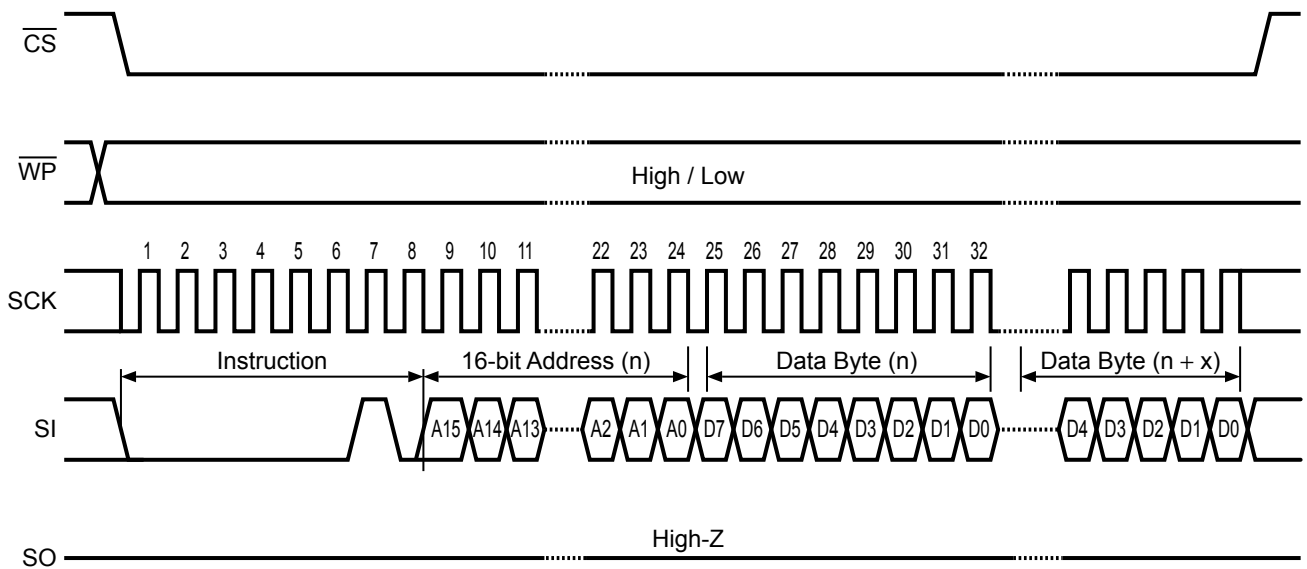 CS
WP
High / Low
1 2 3 4 5 6 7 8 9 10 11 22 23 24 25 26 27 28 29 30 31 32
SCK
Instruction 16-bit Address (n) Data Byte (n) Data Byte (n + x)
SI A15 A14 A13 A2 A1 A0 D7 D6 D5 D4 D3 D2 D1 D0 D4 D3 D2 D1 D0
High-Z
SO